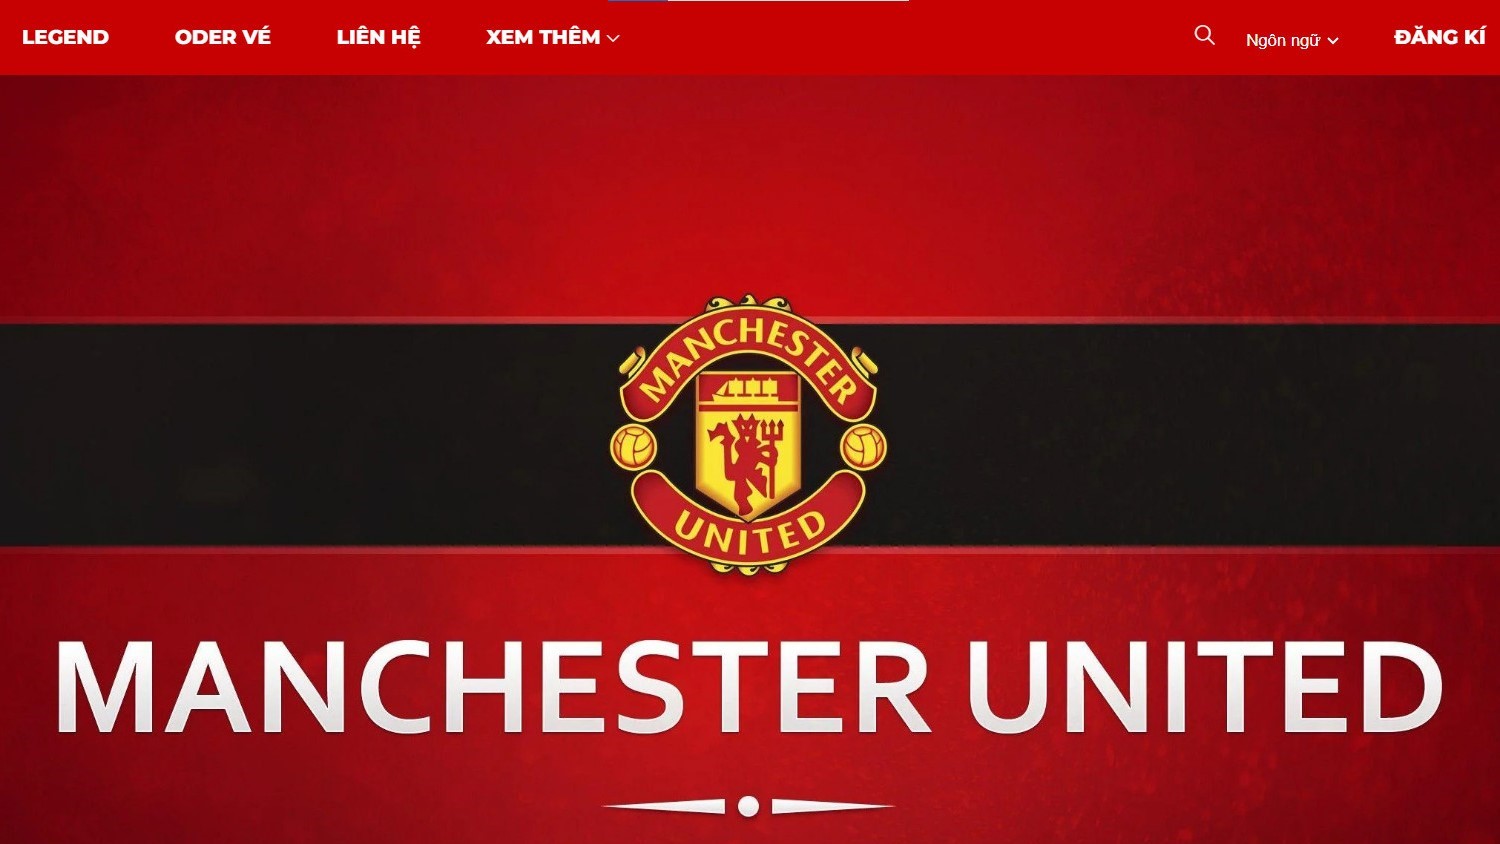 LEGEND
ODER VÉ
LIÊN HỆ
XEM THÊM
Ngôn ngữ
ĐĂNG KÍ
MANCHESTER
UNITED
MANCHESTER UNITED